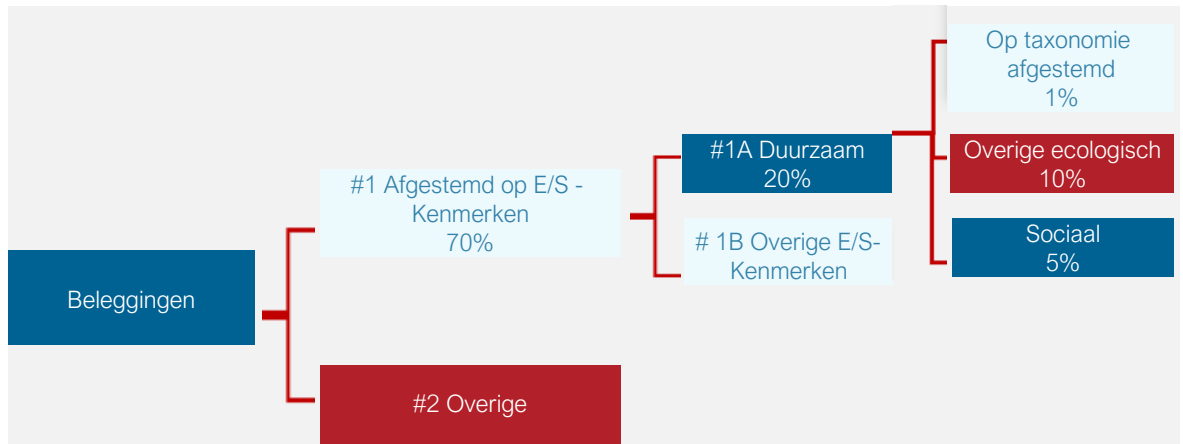 Beleggingen
#1 Afgestemd op E/S -
Kenmerken
70%
#2 Overige
#1A Duurzaam
20%
# 1B Overige E/S-
Kenmerken
Op taxonomie
afgestemd
1%
Overige ecologisch
10%
Sociaal
5%